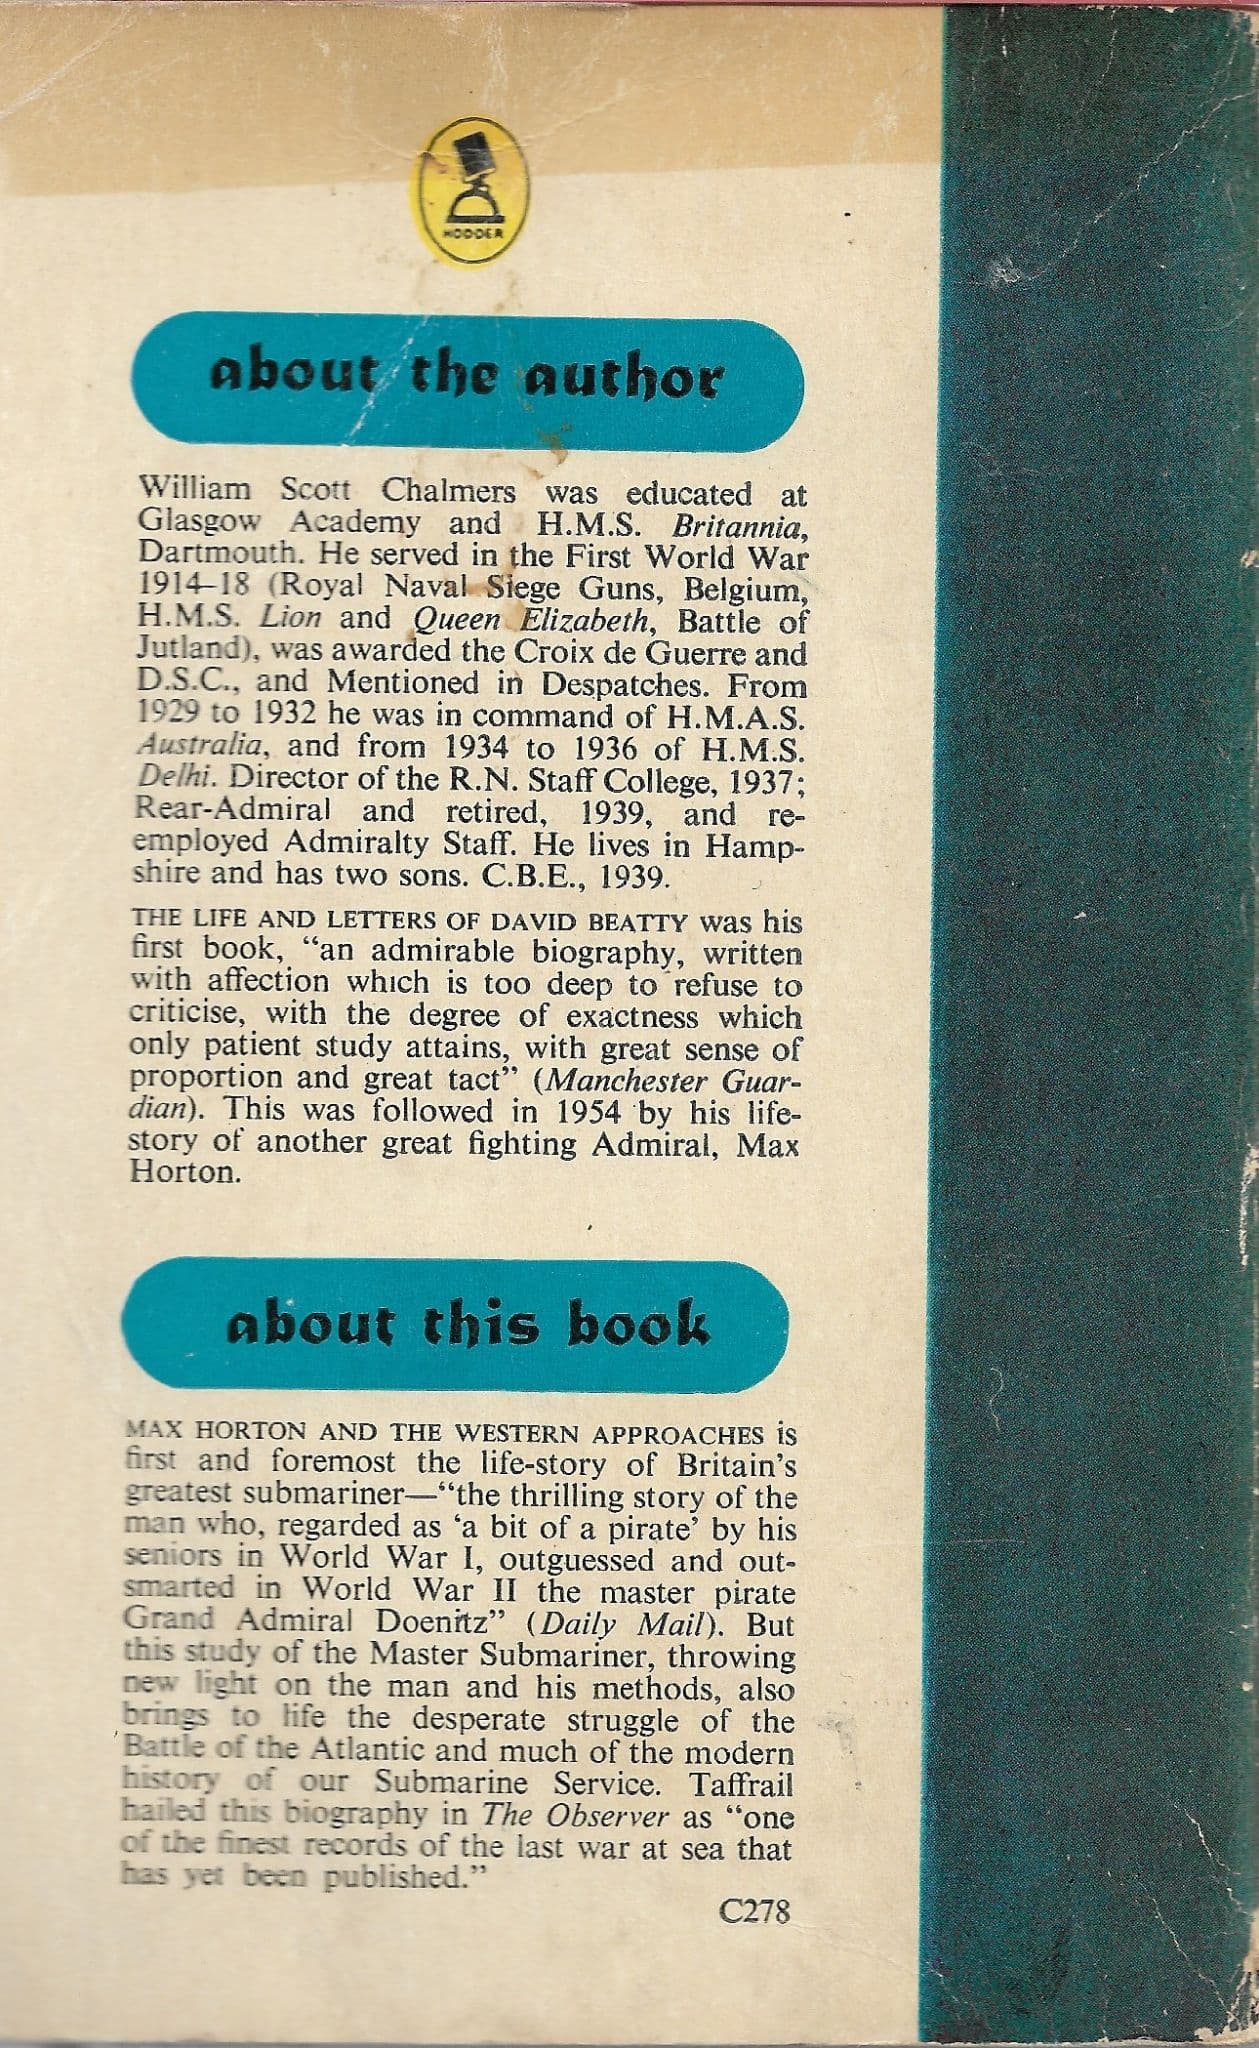 HODDER
about the author
William Scott Chalmers was educated at
Glasgow Academy and H.M.S. Britannia,
Dartmouth. He served in the First World War
1914–18 (Royal Naval Siege Guns, Belgium,
H.M.S. Lion and Queen Elizabeth, Battle of
Jutland), was awarded the Croix de Guerre and
D.S.C., and Mentioned in Despatches. From
1929 to 1932 he was in command of H.M.A.S.
Australia, and from 1934 to 1936 of H.M.S.
Delhi. Director of the R.N. Staff College, 1937;
Rear-Admiral and retired, 1939, and re-
employed Admiralty Staff. He lives in Hamp-
shire and has two sons. C.B.E., 1939.
THE LIFE AND LETTERS OF DAVID BEATTY was his
first book, “an admirable biography, written
with affection which is too deep to refuse to
criticise, with the degree of exactness which
only patient study attains, with great sense of
proportion and great tact” (Manchester Guar-
dian). This was followed in 1954 by his life-
story of another great fighting Admiral, Max
Horton.
about this book
MAX HORTON AND THE WESTERN APPROACHES is
first and foremost the life-story of Britain’s
greatest submariner—“the thrilling story of the
man who, regarded as ‘a bit of a pirate’ by his
seniors in World War I, outguessed and out-
smarted in World War II the master pirate
Grand Admiral Doenitz” (Daily Mail). But
this study of the Master Submariner, throwing
new light on the man and his methods, also
brings to life the desperate struggle of the
Battle of the Atlantic and much of the modern
history of our Submarine Service. Taffrail
hailed this biography in The Observer as “one
of the finest records of the last war at sea that
has yet been published.”
C278